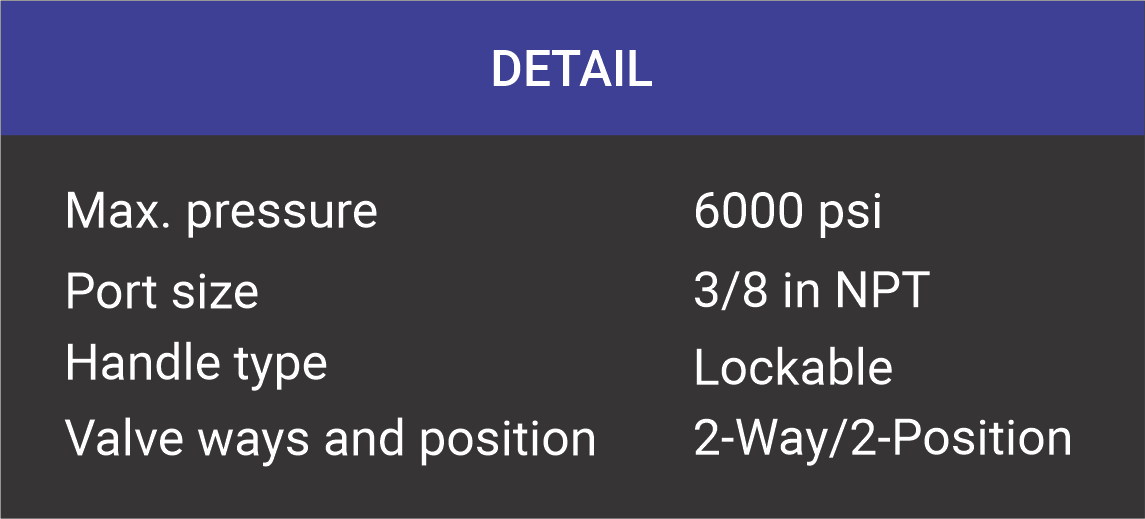 DETAIL
Max. pressure 6000 psi
Port size 3/8 in NPT
Handle type Lockable
Valve ways and position 2-Way/2-Position